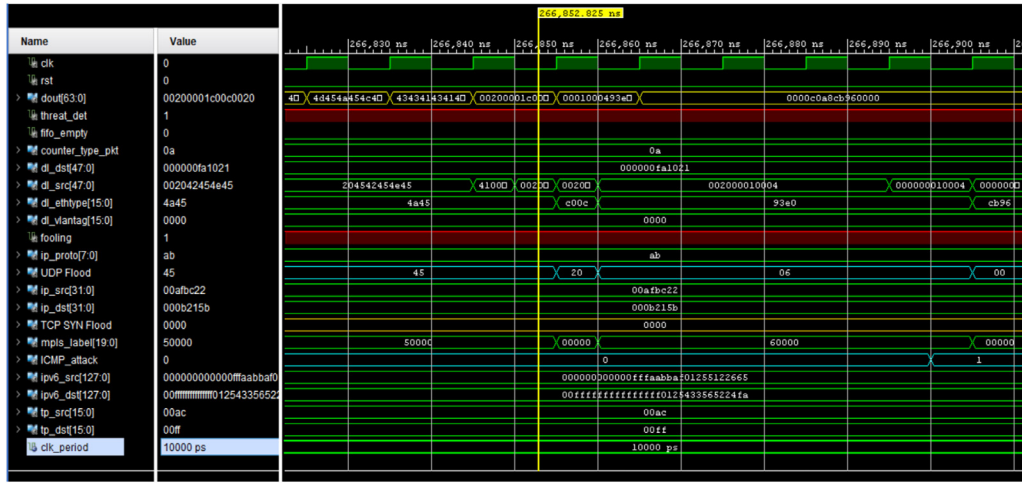 266,852.825 ns
Name Value 266,830 ns 266,840 ns 266,850 ns 266,860 ns 266,870 ns 266,880 ns 266,890 ns 266,900 ns
clk 0
rst 0
dout[63:0] 00200001c00c0020 4▯ 4d454a454c4▯ 43434143414▯ 00200001c00▯ 0001000493e▯ 0000c0a8cb960000
threat_det 1
fifo_empty 0
counter_type_pkt 0a 0a
dl_dst[47:0] 000000fa1021 000000fa1021
dl_src[47:0] 002042454e45 204542454e45 4100▯ 0020▯ 0020▯ 002000010004 000000010004 000000▯
dl_ethtype[15:0] 4a45 4a45 c00c 93e0 cb96
dl_vlantag[15:0] 0000 0000
fooling 1
ip_proto[7:0] ab ab
UDP Flood 45 45 20 06 00
ip_src[31:0] 00afbc22 00afbc22
ip_dst[31:0] 000b215b 000b215b
TCP SYN Flood 0000 0000
mpls_label[19:0] 50000 50000 00000 60000 00000
ICMP_attack 0 0 1
ipv6_src[127:0] 000000000000fffaabbaf0 000000000000fffaabbaf01255122665
ipv6_dst[127:0] 00ffffffffffffff0125433565224fa
tp_src[15:0] 00ac 00ac
tp_dst[15:0] 00ff 00ff
clk_period 10000 ps 10000 ps